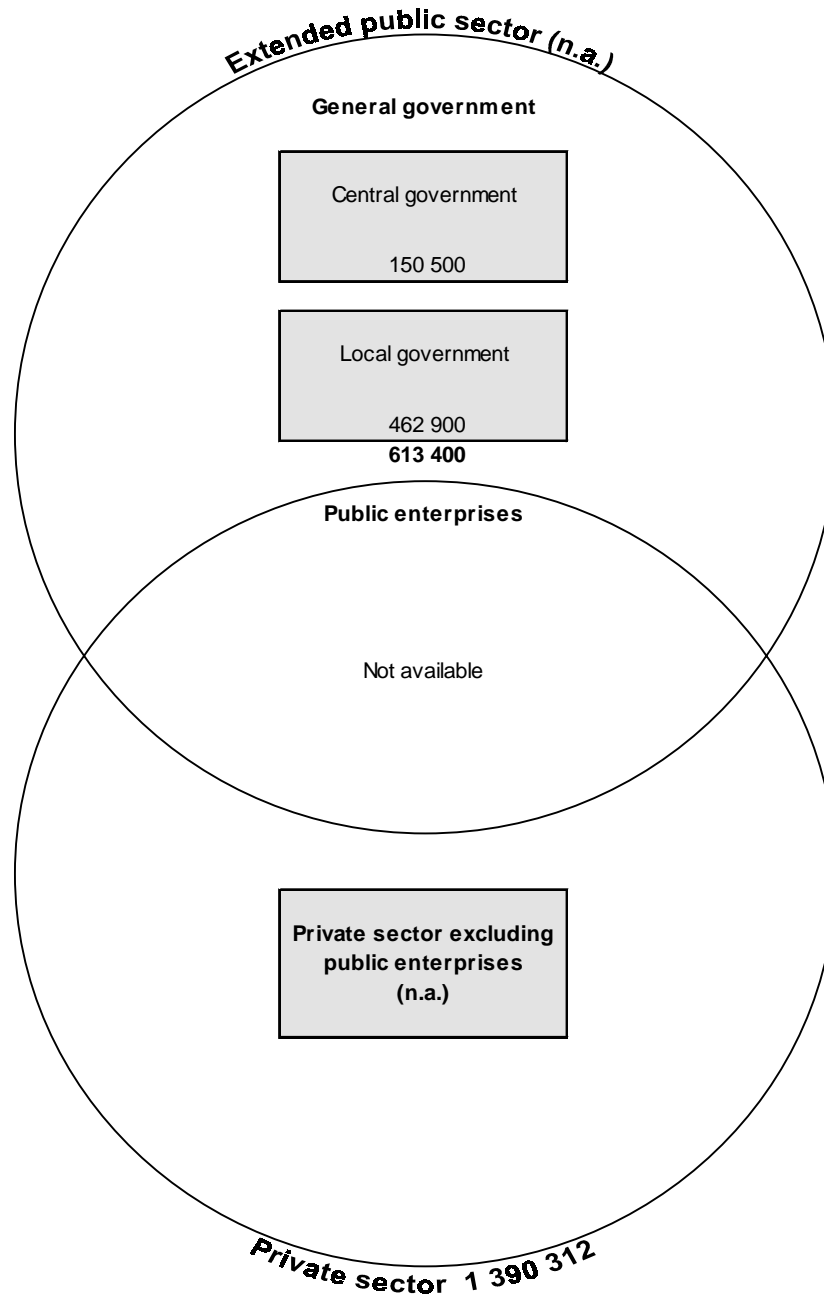 Extended public sector (n.a.)
General government
Central government
150 500
Local government
462 900
613 400
Public enterprises
Not available
Private sector excluding
public enterprises
(n.a.)
Private sector 1 390 312